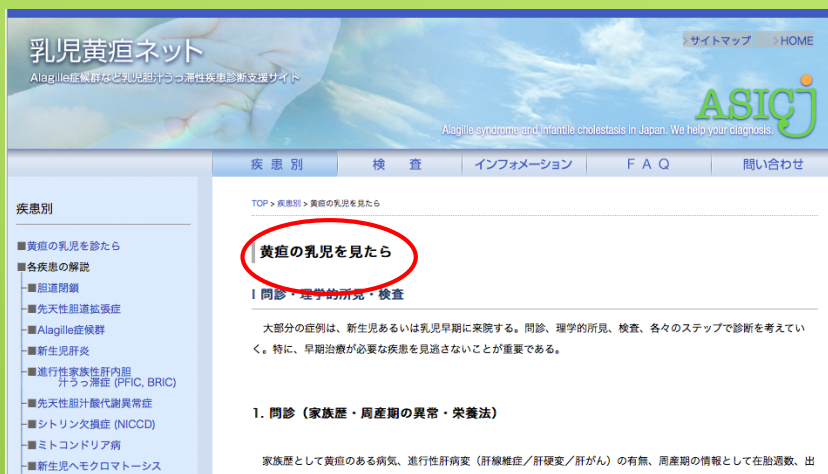 サイトマップ HOME
乳児黄疸ネット
Alagille症候群など乳児胆汁うっ滞性疾患診断支援サイト
ASICJ
Alagille syndrome and infantile cholestasis in Japan. We help your diagnosis.
疾患別 検査 インフォメーション FAQ 問い合わせ
疾患別
■黄疸の乳児を診たら
■各疾患の解説
■胆道閉鎖
■先天性胆道拡張症
■Alagille症候群
■新生児肝炎
■進行性家族性肝内胆
汁うっ滞症 (PFIC, BRIC)
■先天性胆汁酸代謝異常症
■シトリン欠損症 (NICCD)
■ミトコンドリア病
■新生児ヘモクロマトーシス
TOP > 疾患別 > 黄疸の乳児を見たら
黄疸の乳児を見たら
I 問診・理学的所見・検査
大部分の症例は、新生児あるいは乳児早期に来院する。問診、理学的所見、検査、各々のステップで診断を考えてい
く。特に、早期治療が必要な疾患を見逃さないことが重要である。
1. 問診（家族歴・周産期の異常・栄養法）
家族歴として黄疸のある病気、進行性肝病変（肝線維症／肝硬変／肝がん）の有無、周産期の情報として在胎週数、出